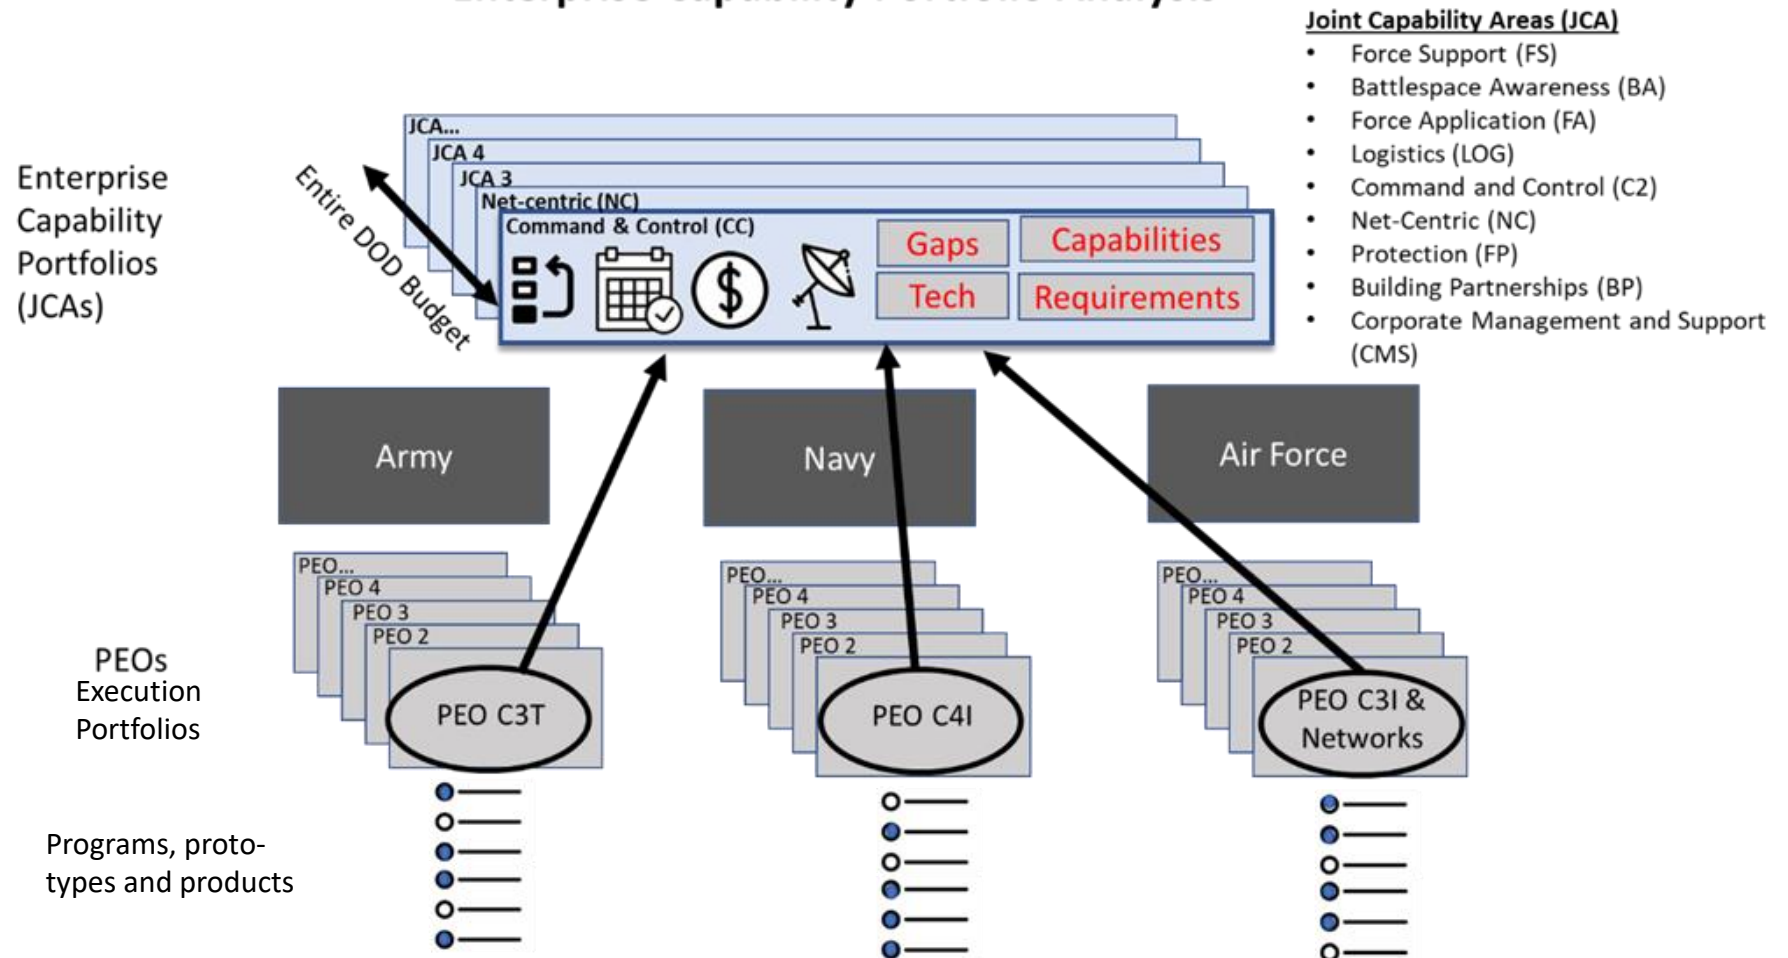 Enterprise Capability Portfolio Analysis
Joint Capability Areas (JCA)
• Force Support (FS)
• Battlespace Awareness (BA)
• Force Application (FA)
• Logistics (LOG)
• Command and Control (C2)
• Net-Centric (NC)
• Protection (FP)
• Building Partnerships (BP)
• Corporate Management and Support
(CMS)
Enterprise
Capability
Portfolios
(JCAs)
Entire DOD Budget
JCA...
JCA 4
JCA 3
Net-centric (NC)
Command & Control (CC)
$
Gaps
Capabilities
Tech
Requirements
Army
Navy
Air Force
PEOs
Execution
Portfolios
PEO...
PEO 4
PEO 3
PEO 2
PEO C3T
PEO...
PEO 4
PEO 3
PEO 2
PEO C4I
PEO...
PEO 4
PEO 3
PEO 2
PEO C3I &
Networks
Programs, proto-
types and products